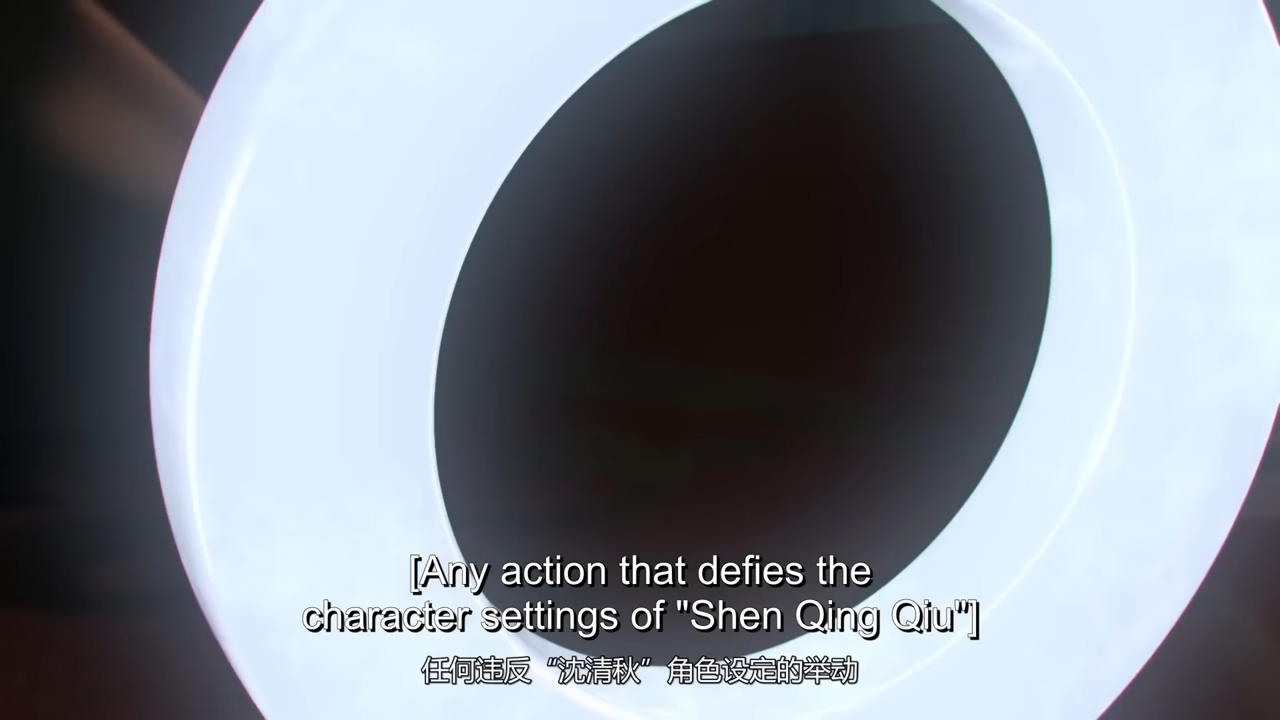 [Any action that defies the
character settings of "Shen Qing Qiu"]
任何违反“沈清秋”角色设定的举动